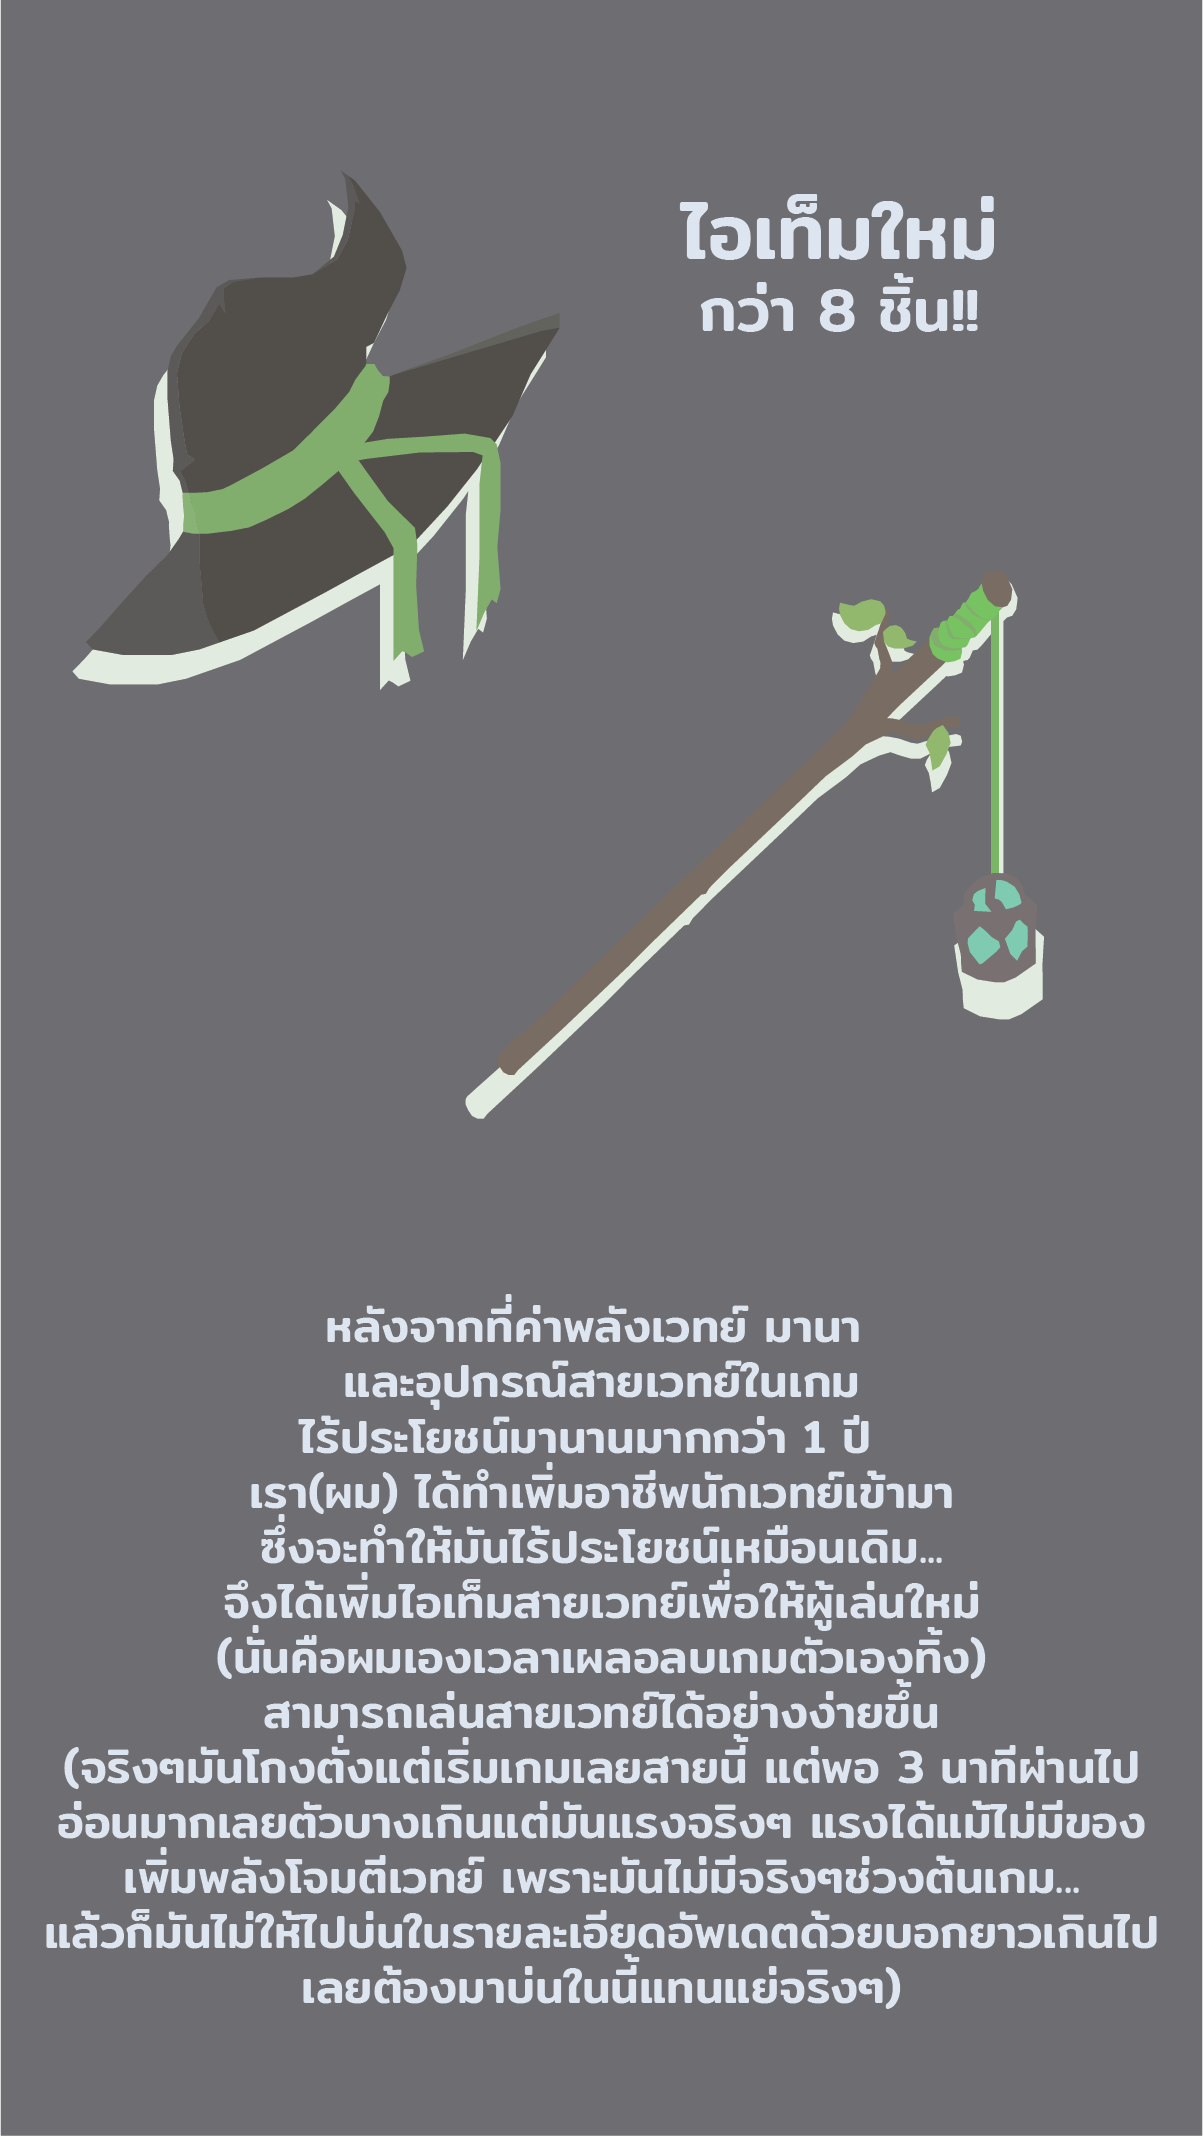 ไอเท็มใหม่
กว่า 8 ชิ้น!!
หลังจากที่ค่าพลังเวทย์ มานา
และอุปกรณ์สายเวทย์ในเกม
ไร้ประโยชน์มานานมากกว่า 1 ปี
เรา(ผม) ได้ทำเพิ่มอาชีพนักเวทย์เข้ามา
ซึ่งจะทำให้มันไร้ประโยชน์เหมือนเดิม...
จึงได้เพิ่มไอเท็มสายเวทย์เพื่อให้ผู้เล่นใหม่
(นั่นคือผมเองเวลาเผลอลบเกมตัวเองทิ้ง)
สามารถเล่นสายเวทย์ได้อย่างง่ายขึ้น
(จริงๆมันโกงตั่งแต่เริ่มเกมเลยสายนี้ แต่พอ 3 นาทีผ่านไป
อ่อนมากเลยตัวบางเกินแต่มันแรงจริงๆ แรงได้แม้ไม่มีของ
เพิ่มพลังโจมตีเวทย์ เพราะมันไม่มีจริงๆช่วงต้นเกม...
แล้วก็มันไม่ให้ไปบ่นในรายละเอียดอัพเดตด้วยบอกยาวเกินไป
เลยต้องมาบ่นในนี้แทนแย่จริงๆ)